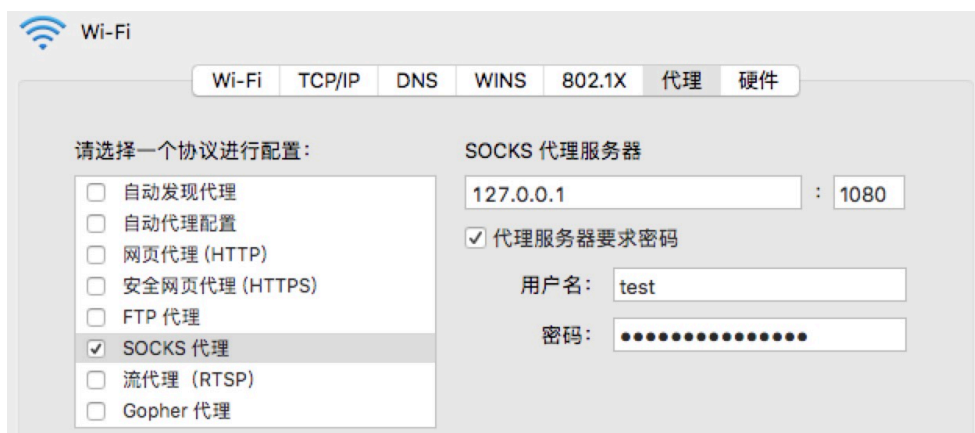 Wi-Fi
Wi-Fi TCP/IP DNS WINS 802.1X 代理 硬件
请选择一个协议进行配置：
自动发现代理
自动代理配置
网页代理 (HTTP)
安全网页代理 (HTTPS)
FTP 代理
SOCKS 代理
流代理（RTSP）
Gopher 代理
SOCKS 代理服务器
127.0.0.1 : 1080
代理服务器要求密码
用户名： test
密码： •••••••••••••••